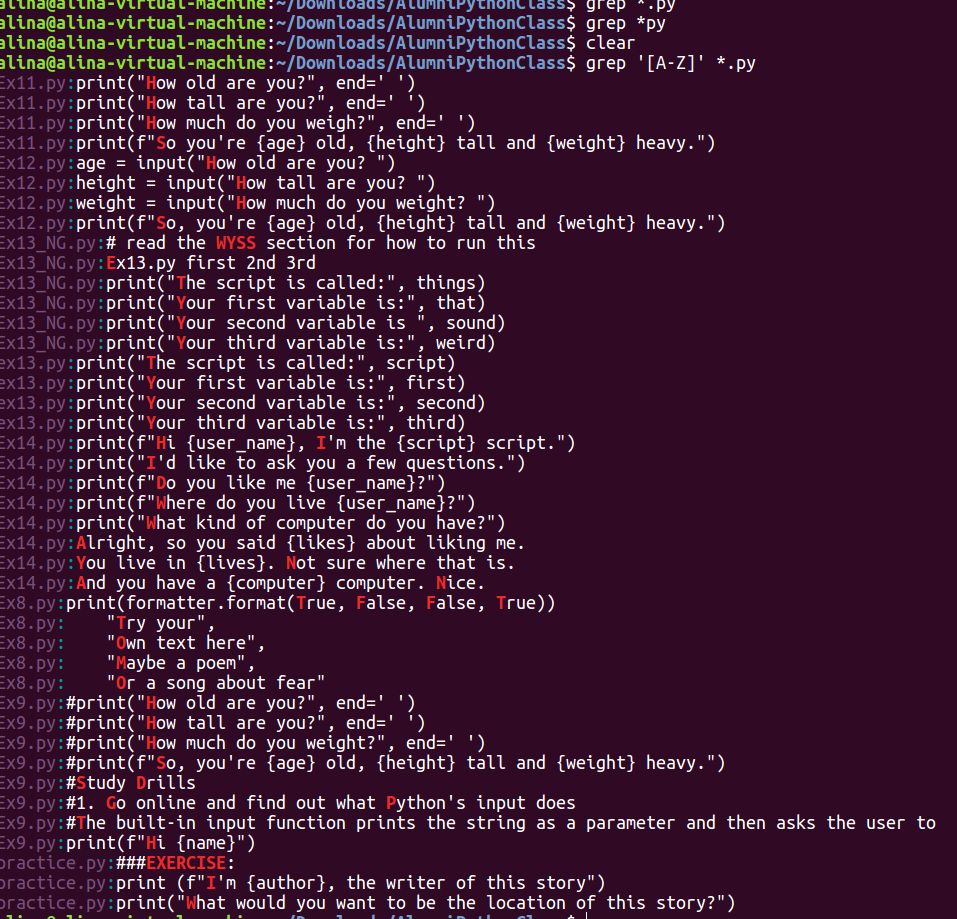 alina@alina-virtual-machine:~/Downloads/AlumniPythonClass$ grep *.py
alina@alina-virtual-machine:~/Downloads/AlumniPythonClass$ grep *py
alina@alina-virtual-machine:~/Downloads/AlumniPythonClass$ clear
alina@alina-virtual-machine:~/Downloads/AlumniPythonClass$ grep '[A-Z]' *.py
Ex11.py:print("How old are you?", end=' ')
Ex11.py:print("How tall are you?", end=' ')
Ex11.py:print("How much do you weigh?", end=' ')
Ex11.py:print(f"So you're {age} old, {height} tall and {weight} heavy.")
Ex12.py:age = input("How old are you? ")
Ex12.py:height = input("How tall are you? ")
Ex12.py:weight = input("How much do you weight? ")
Ex12.py:print(f"So, you're {age} old, {height} tall and {weight} heavy.")
Ex13_NG.py:# read the WYSS section for how to run this
Ex13_NG.py:Ex13.py first 2nd 3rd
Ex13_NG.py:print("The script is called:", things)
Ex13_NG.py:print("Your first variable is:", that)
Ex13_NG.py:print("Your second variable is ", sound)
Ex13_NG.py:print("Your third variable is:", weird)
ex13.py:print("The script is called:", script)
ex13.py:print("Your first variable is:", first)
ex13.py:print("Your second variable is:", second)
ex13.py:print("Your third variable is:", third)
Ex14.py:print(f"Hi {user_name}, I'm the {script} script.")
Ex14.py:print("I'd like to ask you a few questions.")
Ex14.py:print(f"Do you like me {user_name}?")
Ex14.py:print(f"Where do you live {user_name}?")
Ex14.py:print("What kind of computer do you have?")
Ex14.py:Alright, so you said {likes} about liking me.
Ex14.py:You live in {lives}. Not sure where that is.
Ex14.py:And you have a {computer} computer. Nice.
Ex8.py:print(formatter.format(True, False, False, True))
Ex8.py:    "Try your",
Ex8.py:    "Own text here",
Ex8.py:    "Maybe a poem",
Ex8.py:    "Or a song about fear"
Ex9.py:#print("How old are you?", end=' ')
Ex9.py:#print("How tall are you?", end=' ')
Ex9.py:#print("How much do you weight?", end=' ')
Ex9.py:#print(f"So, you're {age} old, {height} tall and {weight} heavy.")
Ex9.py:#Study Drills
Ex9.py:#1. Go online and find out what Python's input does
Ex9.py:#The built-in input function prints the string as a parameter and then asks the user to
Ex9.py:print(f"Hi {name}")
practice.py:###EXERCISE:
practice.py:print (f"I'm {author}, the writer of this story")
practice.py:print("What would you want to be the location of this story?")
alina@alina-virtual-machine:~/Downloads/AlumniPythonClass$